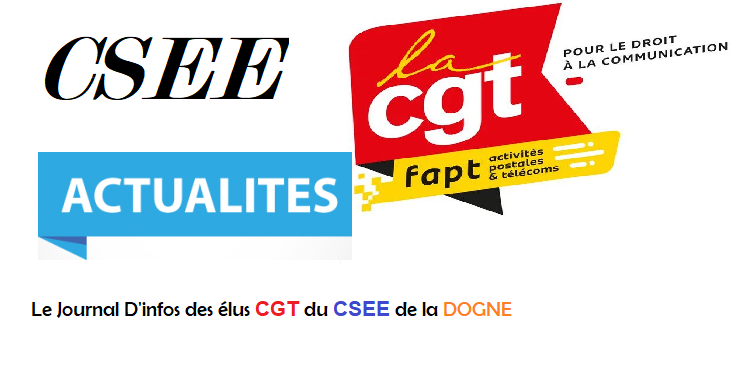 CSEE
la
cgt
POUR LE DROIT
À LA COMMUNICATION
fapt
activités
postales
& télécoms
ACTUALITES
Le Journal D'infos des élus CGT du CSEE de la DOGNE